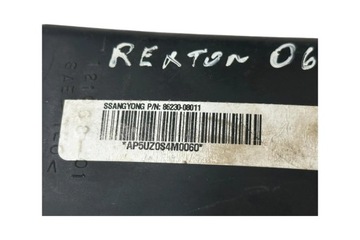 REXTON 06
SSANGYONG P/N: 86230-08011
*AP5UZ0S4M0060*